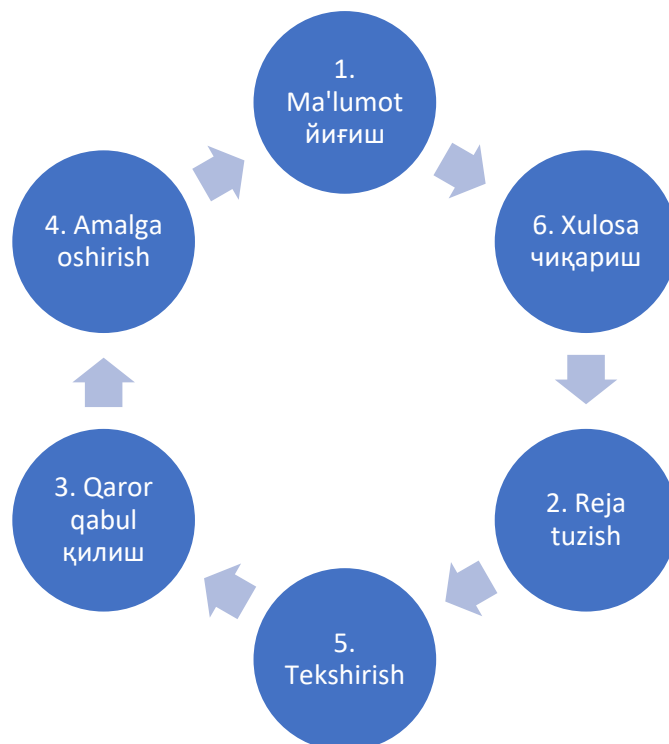 1.
Ma'lumot
йиғиш
6. Xulosa
чиқариш
2. Reja
tuzish
5.
Tekshirish
3. Qaror
qabul
қилиш
4. Amalga
oshirish